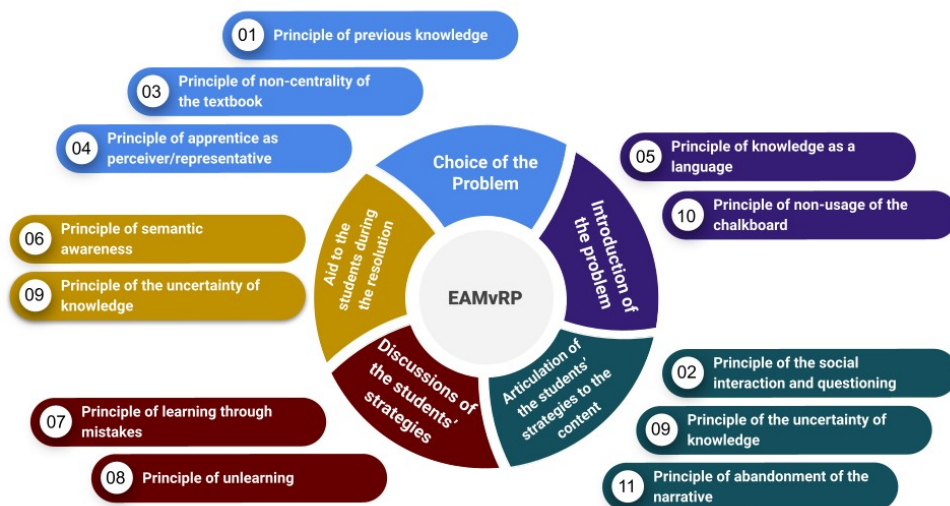 01
Principle of previous knowledge
03
Principle of non-centrality of
the textbook
04
Principle of apprentice as
perceiver/representative
Choice of the
Problem
05
Principle of knowledge as a
language
10
Principle of non-usage of the
chalkboard
Introduction of
the problem
06
Principle of semantic
awareness
09
Principle of the uncertainty of
knowledge
Aid to the
students during
the resolution
EAMvRP
02
Principle of the social
interaction and questioning
09
Principle of the uncertainty of
knowledge
11
Principle of abandonment of the
narrative
Articulation of
the students'
strategies to the
content
Discussions of
the students'
strategies
07
Principle of learning through
mistakes
08
Principle of unlearning